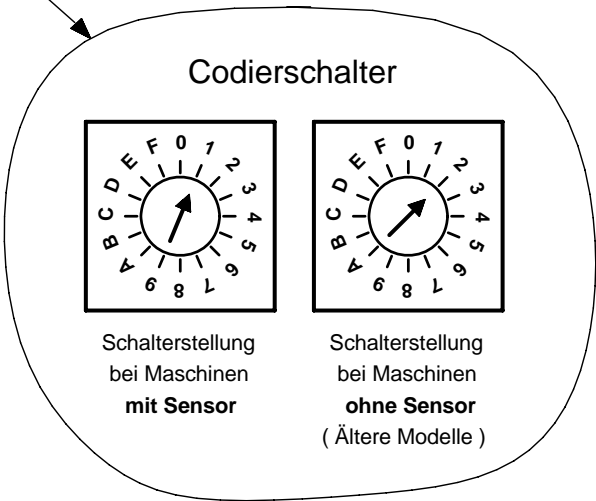 Codierschalter
0 1 2 3 4 5 6 7 8 9 A B C D E F
0 1 2 3 4 5 6 7 8 9 A B C D E F
Schalterstellung
bei Maschinen
mit Sensor
Schalterstellung
bei Maschinen
ohne Sensor
( Ältere Modelle )